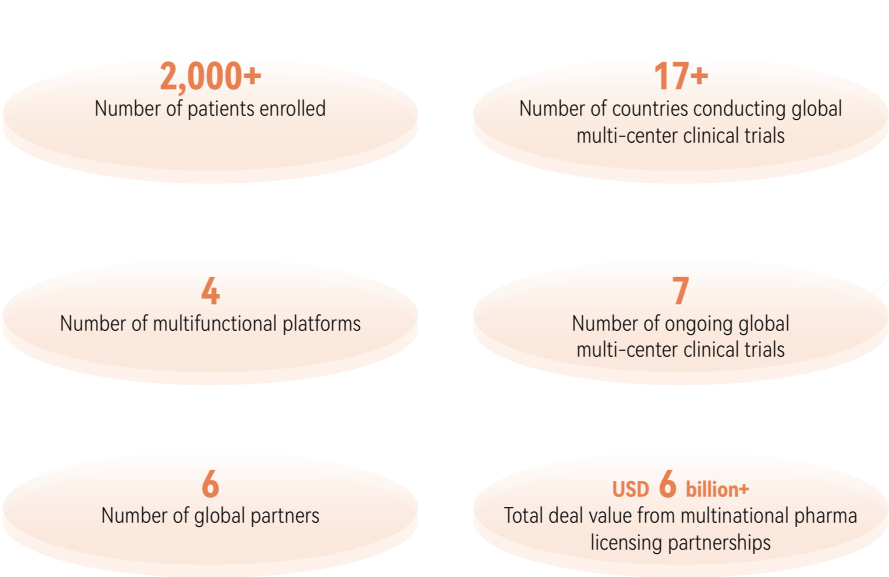 2,000+
Number of patients enrolled
17+
Number of countries conducting global
multi-center clinical trials
4
Number of multifunctional platforms
7
Number of ongoing global
multi-center clinical trials
6
Number of global partners
USD 6 billion+
Total deal value from multinational pharma
licensing partnerships